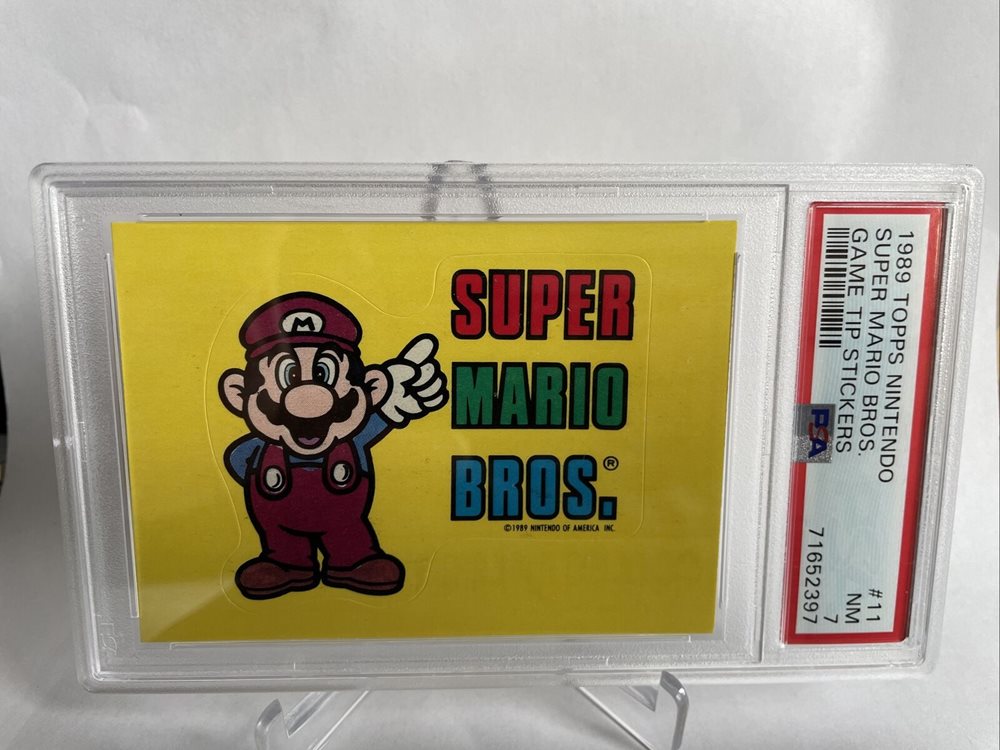 M
SUPER
MARIO
BROS.®
©1989 NINTENDO OF AMERICA INC.
1989 TOPPS NINTENDO
SUPER MARIO BROS.
GAME TIP STICKERS
#11
NM
7
PSA
71652397